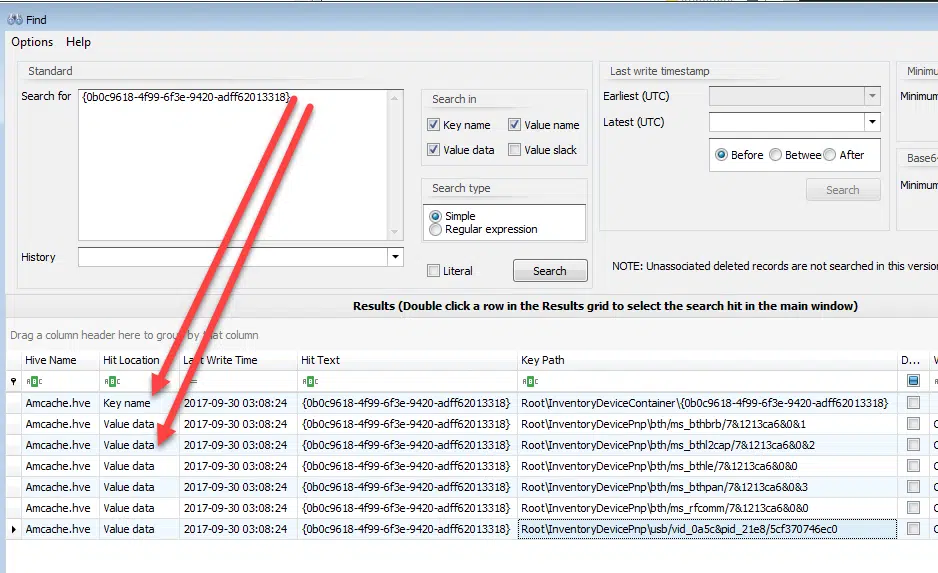 Find
Options Help
Standard
Search for
{0b0c9618-4f99-6f3e-9420-adff62013318}
Search in
Key name
Value name
Value data
Value slack
Search type
Simple
Regular expression
History
Literal
Search
Last write timestamp
Earliest (UTC)
Latest (UTC)
Before Betwee After
Search
Minimu
Minimum
Base6
Minimum
NOTE: Unassociated deleted records are not searched in this version
Results (Double click a row in the Results grid to select the search hit in the main window)
Drag a column header here to group by that column
Hive Name Hit Location Last Write Time Hit Text Key Path D...
ABC ABC = ABC ABC
Amcache.hve Key name 2017-09-30 03:08:24 {0b0c9618-4f99-6f3e-9420-adff62013318} Root\InventoryDeviceContainer\{0b0c9618-4f99-6f3e-9420-adff62013318}
Amcache.hve Value data 2017-09-30 03:08:24 {0b0c9618-4f99-6f3e-9420-adff62013318} Root\InventoryDevicePnp\bth/ms_bthbrb/7&1213ca6&0&1
Amcache.hve Value data 2017-09-30 03:08:24 {0b0c9618-4f99-6f3e-9420-adff62013318} Root\InventoryDevicePnp\bth/ms_bthl2cap/7&1213ca6&0&2
Amcache.hve Value data 2017-09-30 03:08:24 {0b0c9618-4f99-6f3e-9420-adff62013318} Root\InventoryDevicePnp\bth/ms_bthle/7&1213ca6&0&0
Amcache.hve Value data 2017-09-30 03:08:24 {0b0c9618-4f99-6f3e-9420-adff62013318} Root\InventoryDevicePnp\bth/ms_bthpan/7&1213ca6&0&3
Amcache.hve Value data 2017-09-30 03:08:24 {0b0c9618-4f99-6f3e-9420-adff62013318} Root\InventoryDevicePnp\bth/ms_rfcomm/7&1213ca6&0&0
Amcache.hve Value data 2017-09-30 03:08:24 {0b0c9618-4f99-6f3e-9420-adff62013318} Root\InventoryDevicePnp\usb/vid_0a5c&pid_21e8/5cf370746ec0